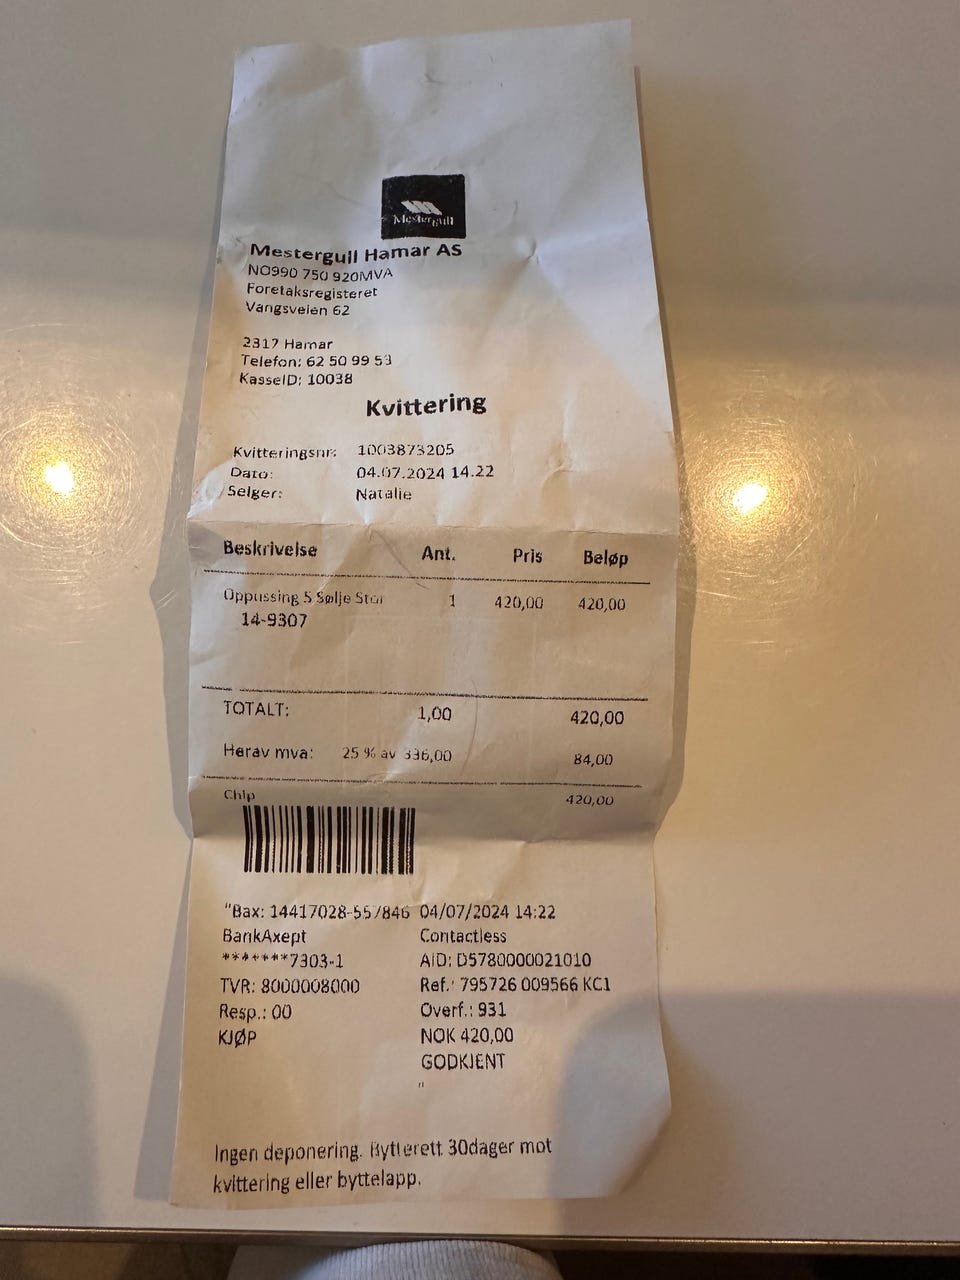 Mestergull
Mestergull Hamar AS
NO990 750 920MVA
Foretaksregisteret
Vangsveien 62
2317 Hamar
Telefon: 62 50 99 53
KasseID: 10038
Kvittering
Kvitteringsnr: 1003873205
Dato: 04.07.2024 14.22
Selger: Natalie
Beskrivelse Ant. Pris Beløp
Oppussing S Sølje Stor 1 420,00 420,00
14-9307
TOTALT: 1,00 420,00
Herav mva: 25 % av 336,00 84,00
Chip 420,00
"Bax: 14417028-557846 04/07/2024 14:22
BankAxept Contactless
*******7303-1 AID: D5780000021010
TVR: 8000008000 Ref.: 795726 009566 KC1
Resp.: 00 Overf.: 931
KJØP NOK 420,00
GODKJENT
"
Ingen deponering. Bytterett 30dager mot
kvittering eller byttelapp.